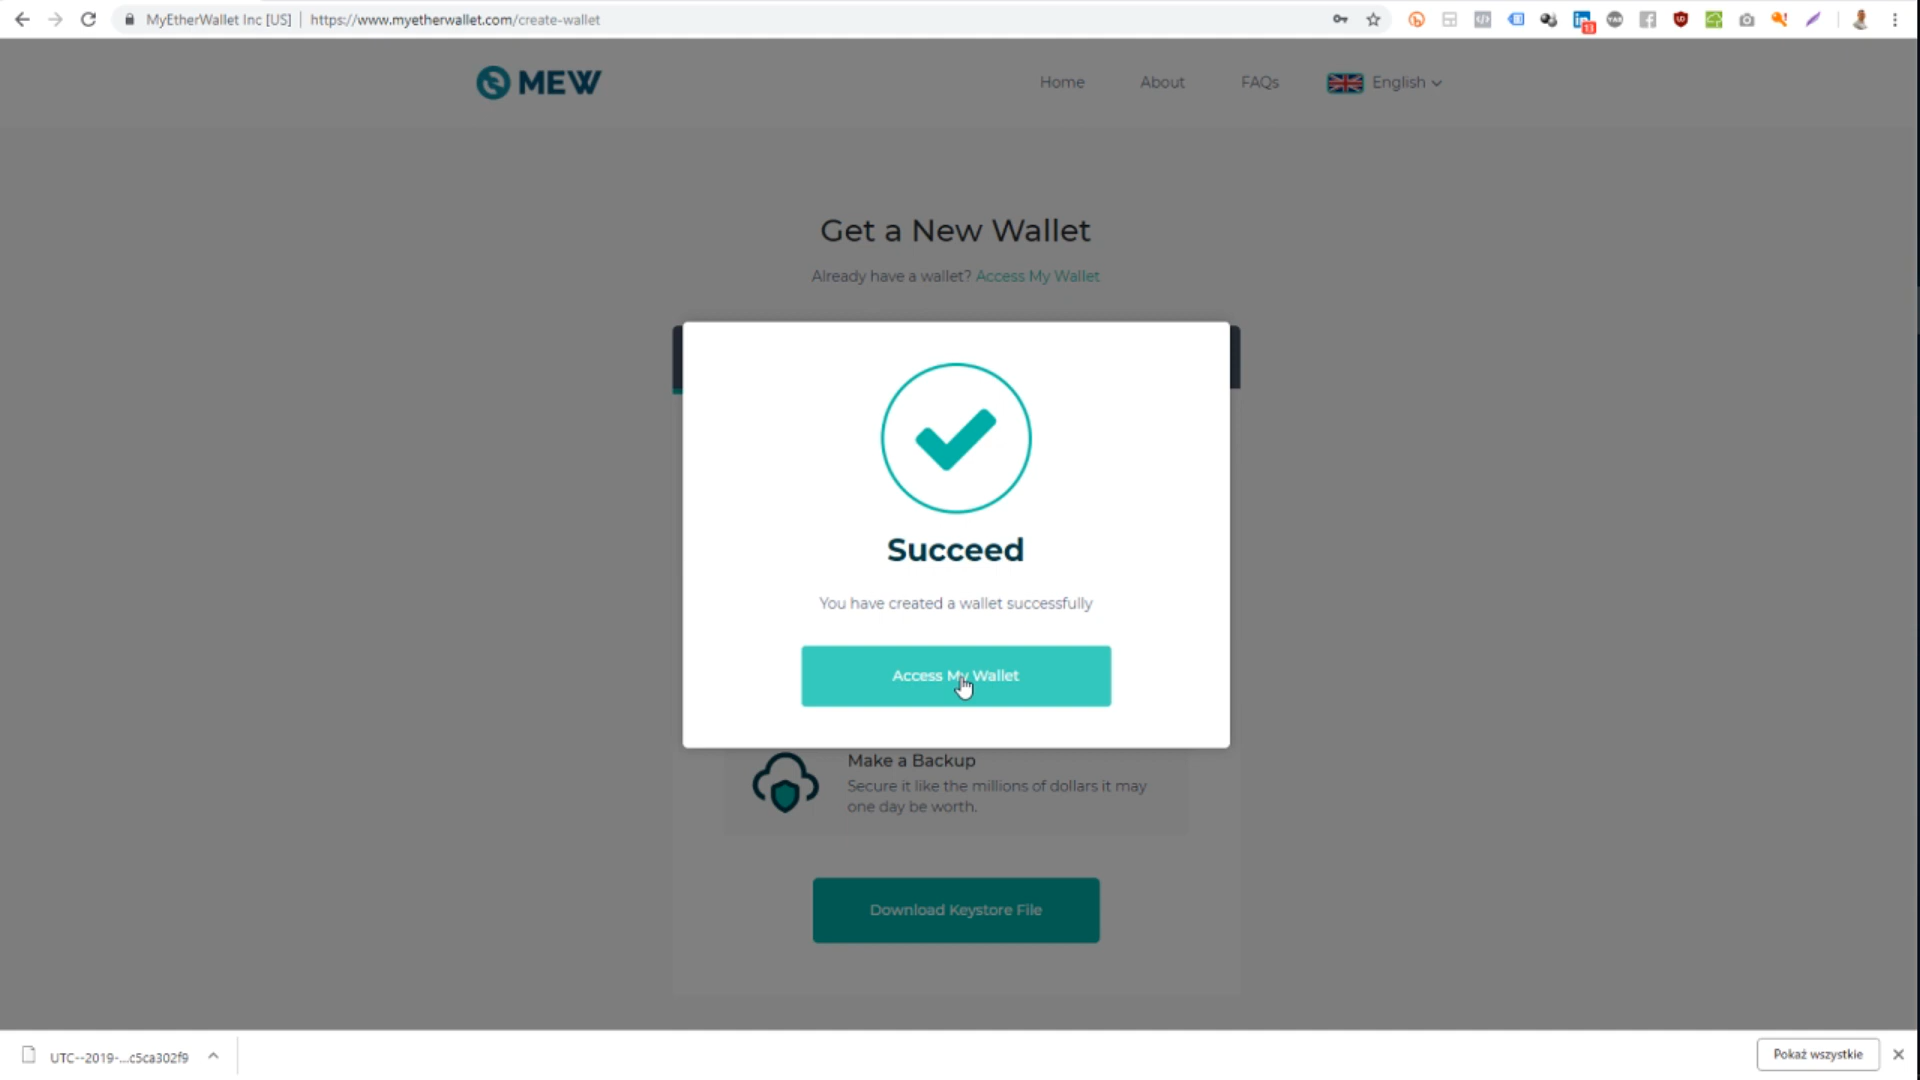 MyEtherWallet Inc [US] | https://www.myetherwallet.com/create-wallet
13
MEW
Home About FAQs English
Get a New Wallet
Already have a wallet? Access My Wallet
Succeed
You have created a wallet successfully
Access My Wallet
Make a Backup
Secure it like the millions of dollars it may
one day be worth.
Download Keystore File
UTC--2019-...c5ca302f9
Pokaż wszystkie